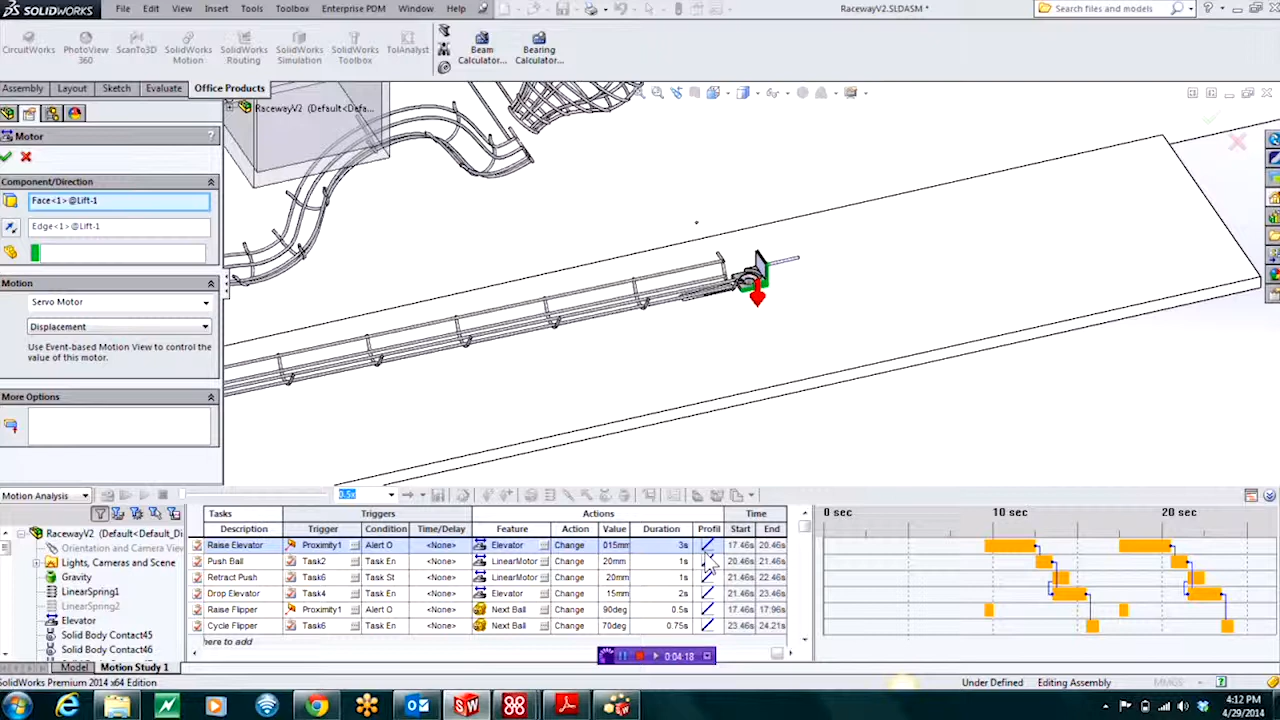 SOLIDWORKS File Edit View Insert Tools Toolbox Enterprise PDM Window Help RacewayV2.SLDASM * Search files and models
CircuitWorks PhotoView 360 ScanTo3D SolidWorks Motion SolidWorks Routing SolidWorks Simulation SolidWorks Toolbox TolAnalyst Beam Calculator... Bearing Calculator...
Assembly Layout Sketch Evaluate Office Products
RacewayV2 (Default<Defa...
Motor ?
Component/Direction
Face<1>@Lift-1
Edge<1>@Lift-1
Motion
Servo Motor
Displacement
Use Event-based Motion View to control the
value of this motor.
More Options
Motion Analysis 0.5x
RacewayV2 (Default<Default_Di
Orientation and Camera View
Lights, Cameras and Scene
Gravity
LinearSpring1
LinearSpring2
Elevator
Solid Body Contact45
Solid Body Contact46
Tasks Triggers Actions Time
Description Trigger Condition Time/Delay Feature Action Value Duration Profil Start End
Raise Elevator Proximity1 Alert O <None> Elevator Change 015mm 3s 17.46s 20.46s
Push Ball Task2 Task En <None> LinearMotor Change 20mm 1s 20.46s 21.46s
Retract Push Task6 Task St <None> LinearMotor Change 20mm 1s 21.46s 22.46s
Drop Elevator Task4 Task En <None> Elevator Change 15mm 2s 21.46s 23.46s
Raise Flipper Proximity1 Alert O <None> Next Ball Change 90deg 0.5s 17.46s 17.96s
Cycle Flipper Task6 Task En <None> Next Ball Change 70deg 0.75s 23.46s 24.21s
here to add
0 sec 10 sec 20 sec
0:04:18
Model Motion Study 1
SolidWorks Premium 2014 x64 Edition Under Defined Editing Assembly MMGS
4:12 PM
4/29/2014